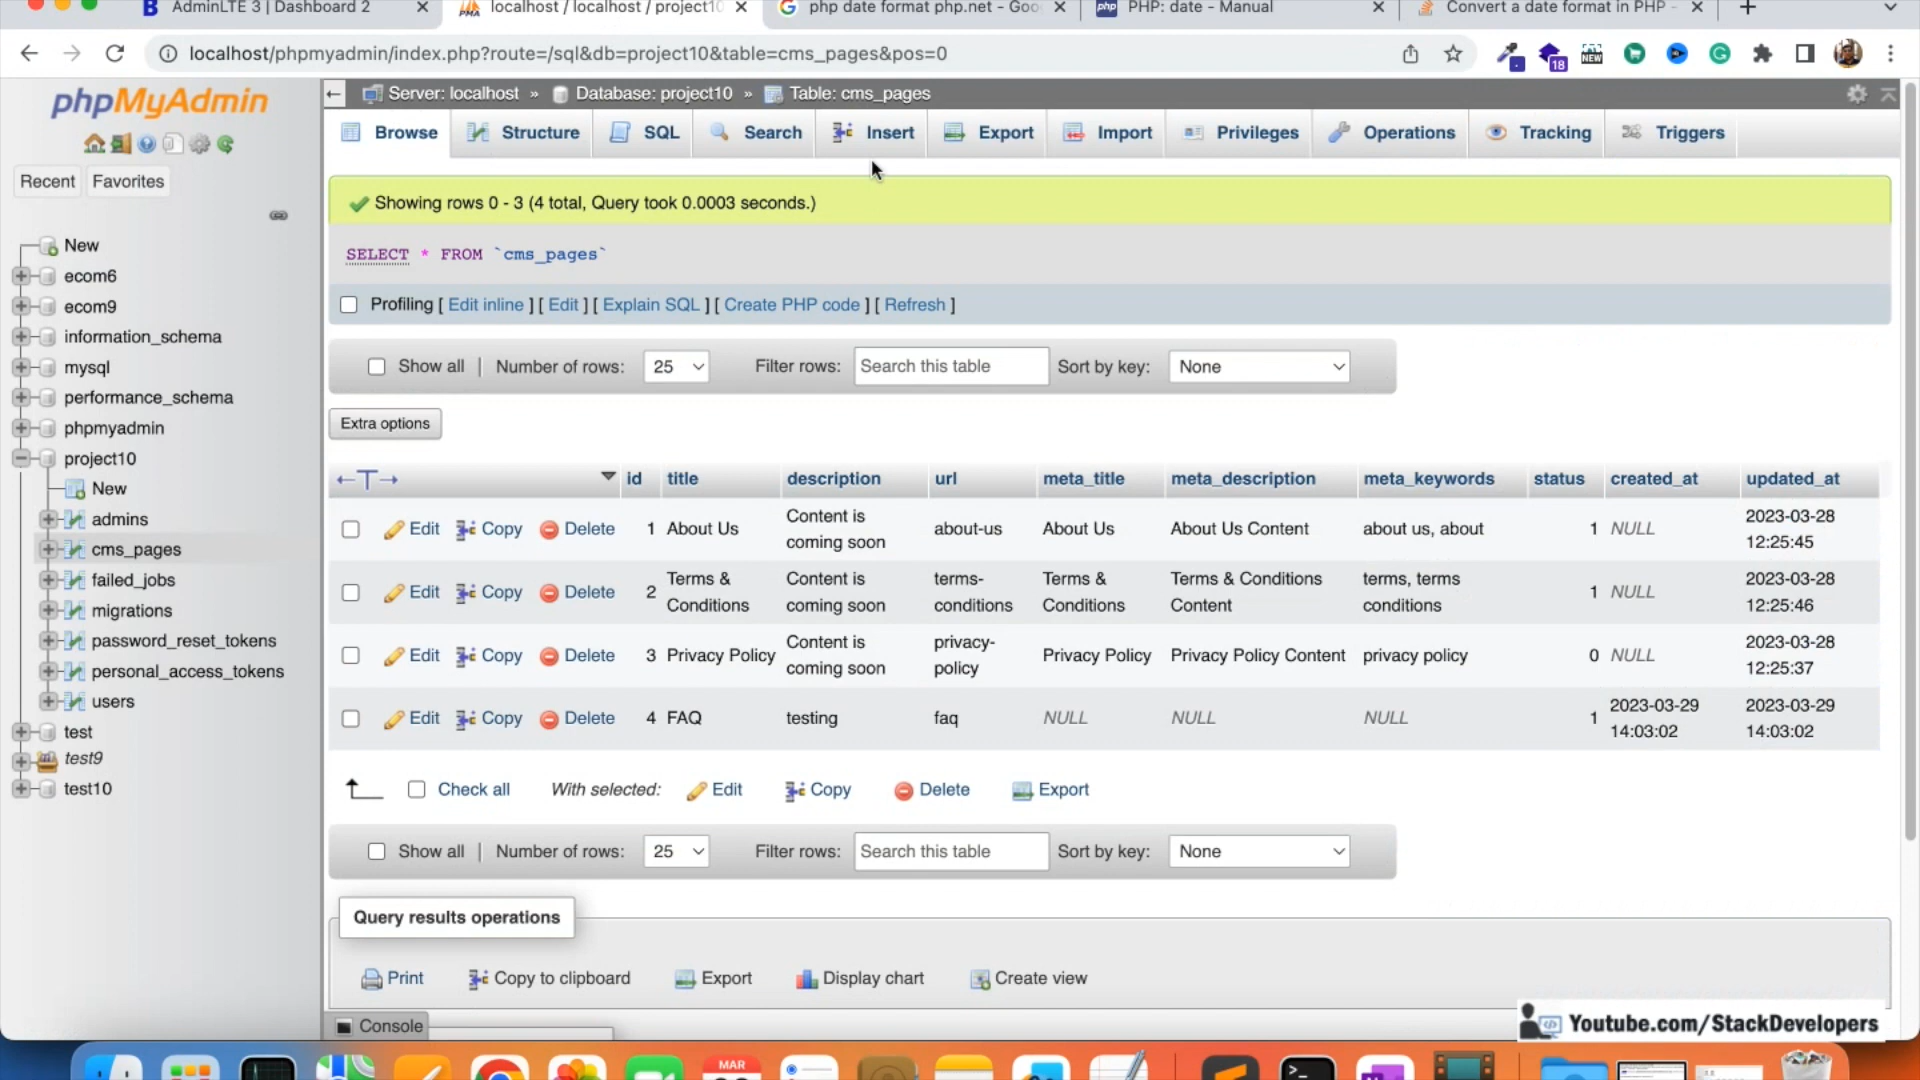 AdminLTE 3 | Dashboard 2
localhost / localhost / project10
php date format php.net - Goo
PHP: date - Manual
Convert a date format in PHP -
localhost/phpmyadmin/index.php?route=/sql&db=project10&table=cms_pages&pos=0
18
NEW
phpMyAdmin
Recent Favorites
New
ecom6
ecom9
information_schema
mysql
performance_schema
phpmyadmin
project10
New
admins
cms_pages
failed_jobs
migrations
password_reset_tokens
personal_access_tokens
users
test
test9
test10
Server: localhost » Database: project10 » Table: cms_pages
Browse Structure SQL Search Insert Export Import Privileges Operations Tracking Triggers
Showing rows 0 - 3 (4 total, Query took 0.0003 seconds.)
SELECT * FROM `cms_pages`
Profiling [ Edit inline ] [ Edit ] [ Explain SQL ] [ Create PHP code ] [ Refresh ]
Show all | Number of rows: 25 Filter rows: Search this table Sort by key: None
Extra options
id title description url meta_title meta_description meta_keywords status created_at updated_at
Edit Copy Delete 1 About Us Content is coming soon about-us About Us About Us Content about us, about 1 NULL 2023-03-28 12:25:45
Edit Copy Delete 2 Terms & Conditions Content is coming soon terms-conditions Terms & Conditions Terms & Conditions Content terms, terms conditions 1 NULL 2023-03-28 12:25:46
Edit Copy Delete 3 Privacy Policy Content is coming soon privacy-policy Privacy Policy Privacy Policy Content privacy policy 0 NULL 2023-03-28 12:25:37
Edit Copy Delete 4 FAQ testing faq NULL NULL NULL 1 2023-03-29 14:03:02 2023-03-29 14:03:02
Check all With selected: Edit Copy Delete Export
Show all | Number of rows: 25 Filter rows: Search this table Sort by key: None
Query results operations
Print Copy to clipboard Export Display chart Create view
Console
Youtube.com/StackDevelopers
MAR